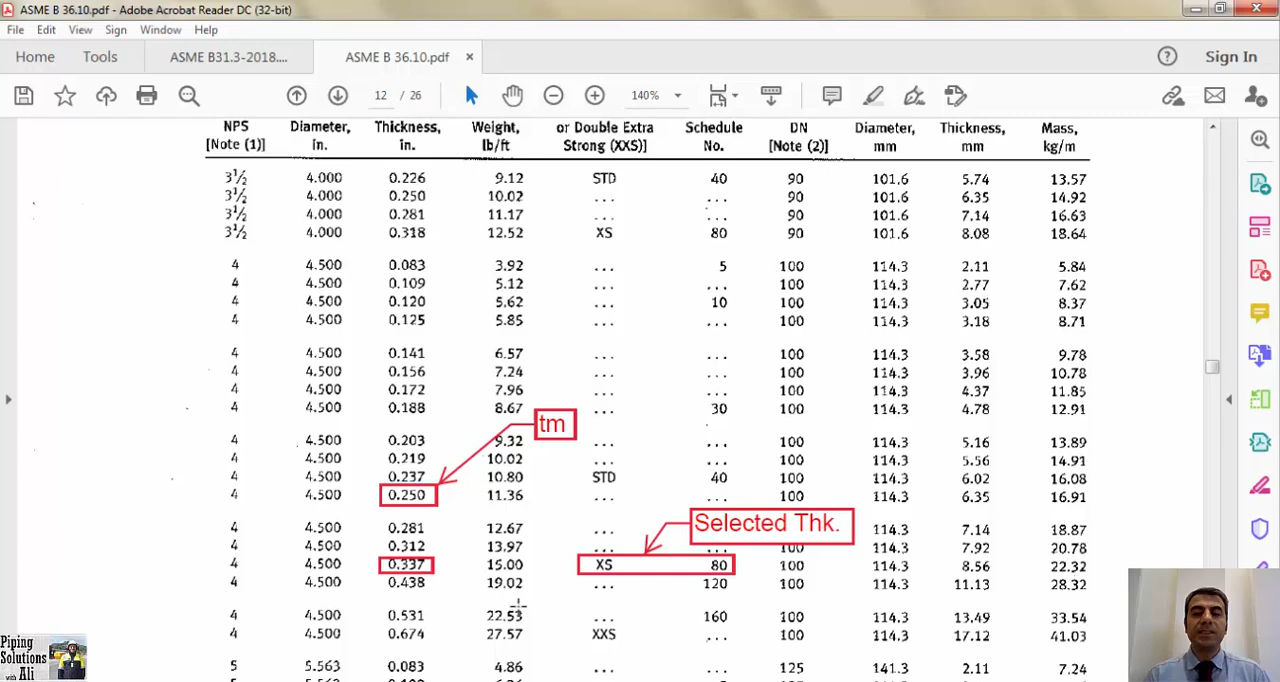 ASME B 36.10.pdf - Adobe Acrobat Reader DC (32-bit)
File Edit View Sign Window Help
Home Tools ASME B31.3-2018.... ASME B 36.10.pdf × Sign In
12 / 26 140%
NPS Diameter, Thickness, Weight, or Double Extra Schedule DN Diameter, Thickness, Mass,
[Note (1)] in. in. lb/ft Strong (XXS)] No. [Note (2)] mm mm kg/m
3½ 4.000 0.226 9.12 STD 40 90 101.6 5.74 13.57
3½ 4.000 0.250 10.02 ... ... 90 101.6 6.35 14.92
3½ 4.000 0.281 11.17 ... ... 90 101.6 7.14 16.63
3½ 4.000 0.318 12.52 XS 80 90 101.6 8.08 18.64
4 4.500 0.083 3.92 ... 5 100 114.3 2.11 5.84
4 4.500 0.109 5.12 ... ... 100 114.3 2.77 7.62
4 4.500 0.120 5.62 ... 10 100 114.3 3.05 8.37
4 4.500 0.125 5.85 ... ... 100 114.3 3.18 8.71
4 4.500 0.141 6.57 ... ... 100 114.3 3.58 9.78
4 4.500 0.156 7.24 ... ... 100 114.3 3.96 10.78
4 4.500 0.172 7.96 ... ... 100 114.3 4.37 11.85
4 4.500 0.188 8.67 ... 30 100 114.3 4.78 12.91
tm
4 4.500 0.203 9.32 ... ... 100 114.3 5.16 13.89
4 4.500 0.219 10.02 ... ... 100 114.3 5.56 14.91
4 4.500 0.237 10.80 STD 40 100 114.3 6.02 16.08
4 4.500 0.250 11.36 ... ... 100 114.3 6.35 16.91
Selected Thk.
4 4.500 0.281 12.67 ... 100 114.3 7.14 18.87
4 4.500 0.312 13.97 ... ... 100 114.3 7.92 20.78
4 4.500 0.337 15.00 XS 80 100 114.3 8.56 22.32
4 4.500 0.438 19.02 ... 120 100 114.3 11.13 28.32
4 4.500 0.531 22.53 ... 160 100 114.3 13.49 33.54
4 4.500 0.674 27.57 XXS ... 100 114.3 17.12 41.03
5 5.563 0.083 4.86 ... ... 125 141.3 2.11 7.24
Piping
Solutions
with Ali